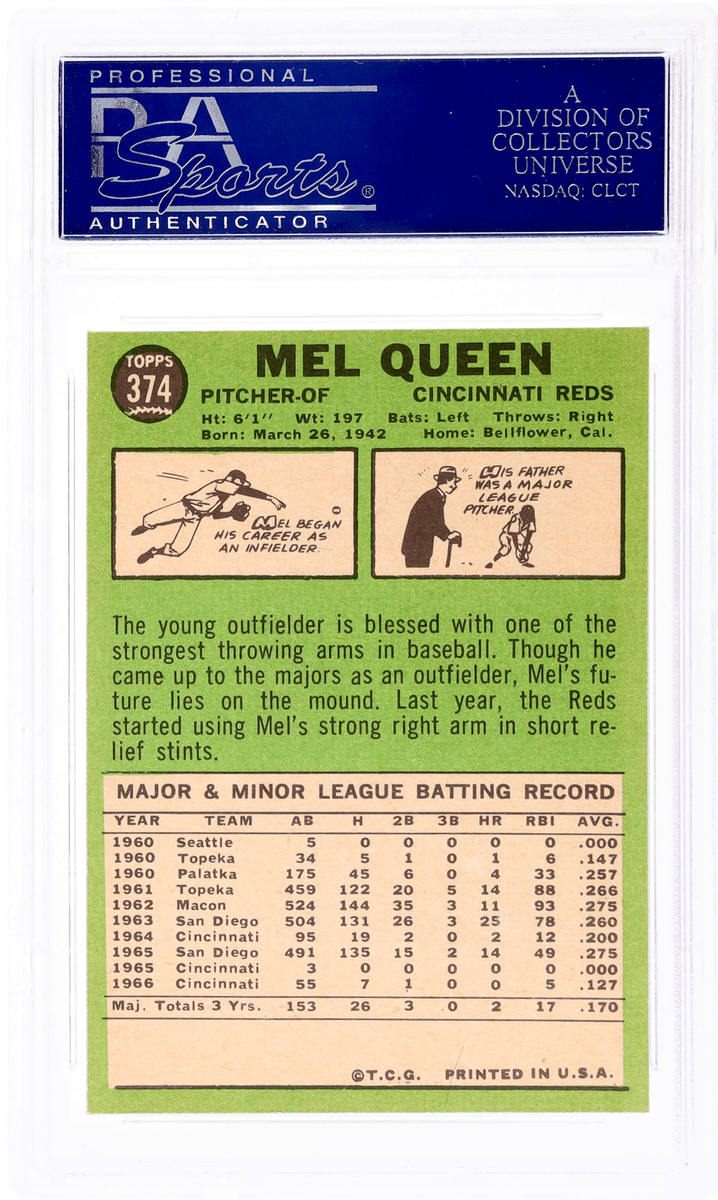 PROFESSIONAL
PSA
Sports®
AUTHENTICATOR
A
DIVISION OF
COLLECTORS
UNIVERSE
NASDAQ: CLCT
TOPPS
374
MEL QUEEN
PITCHER-OF CINCINNATI REDS
Ht: 6'1" Wt: 197 Bats: Left Throws: Right
Born: March 26, 1942 Home: Bellflower, Cal.
MEL BEGAN
HIS CAREER AS
AN INFIELDER.
HIS FATHER
WAS A MAJOR
LEAGUE
PITCHER
The young outfielder is blessed with one of the
strongest throwing arms in baseball. Though he
came up to the majors as an outfielder, Mel's fu-
ture lies on the mound. Last year, the Reds
started using Mel's strong right arm in short re-
lief stints.
MAJOR & MINOR LEAGUE BATTING RECORD
YEAR TEAM AB H 2B 3B HR RBI AVG.
1960 Seattle 5 0 0 0 0 0 .000
1960 Topeka 34 5 1 0 1 6 .147
1960 Palatka 175 45 6 0 4 33 .257
1961 Topeka 459 122 20 5 14 88 .266
1962 Macon 524 144 35 3 11 93 .275
1963 San Diego 504 131 26 3 25 78 .260
1964 Cincinnati 95 19 2 0 2 12 .200
1965 San Diego 491 135 15 2 14 49 .275
1965 Cincinnati 3 0 0 0 0 0 .000
1966 Cincinnati 55 7 1 0 0 5 .127
Maj. Totals 3 Yrs. 153 26 3 0 2 17 .170
©T.C.G. PRINTED IN U.S.A.